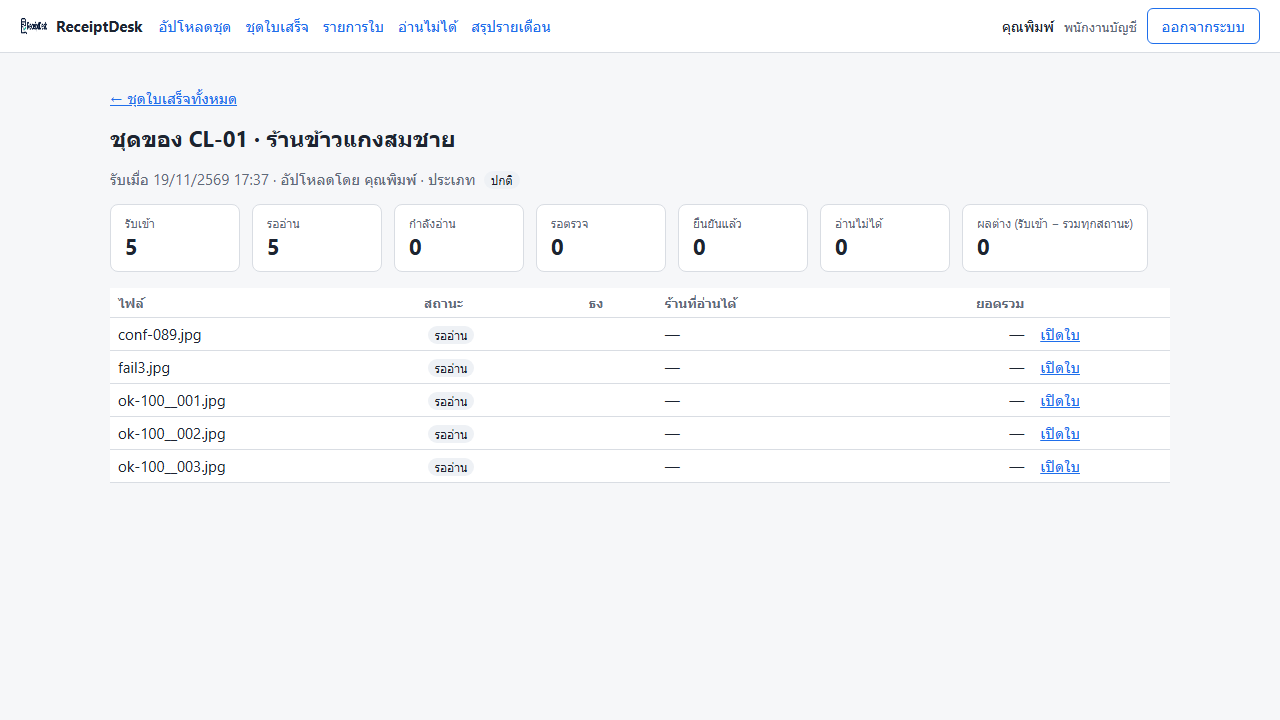 ReceiptDesk อัปโหลดชุด ชุดใบเสร็จ รายการใบ อ่านไม่ได้ สรุปรายเดือน คุณพิมพ์ พนักงานบัญชี ออกจากระบบ
← ชุดใบเสร็จทั้งหมด
ชุดของ CL-01 · ร้านข้าวแกงสมชาย
รับเมื่อ 19/11/2569 17:37 · อัปโหลดโดย คุณพิมพ์ · ประเภท ปกติ
รับเข้า รออ่าน กำลังอ่าน รอตรวจ ยืนยันแล้ว อ่านไม่ได้ ผลต่าง (รับเข้า − รวมทุกสถานะ)
5 5 0 0 0 0 0
ไฟล์ สถานะ ธง ร้านที่อ่านได้ ยอดรวม
conf-089.jpg รออ่าน — — เปิดใบ
fail3.jpg รออ่าน — — เปิดใบ
ok-100__001.jpg รออ่าน — — เปิดใบ
ok-100__002.jpg รออ่าน — — เปิดใบ
ok-100__003.jpg รออ่าน — — เปิดใบ